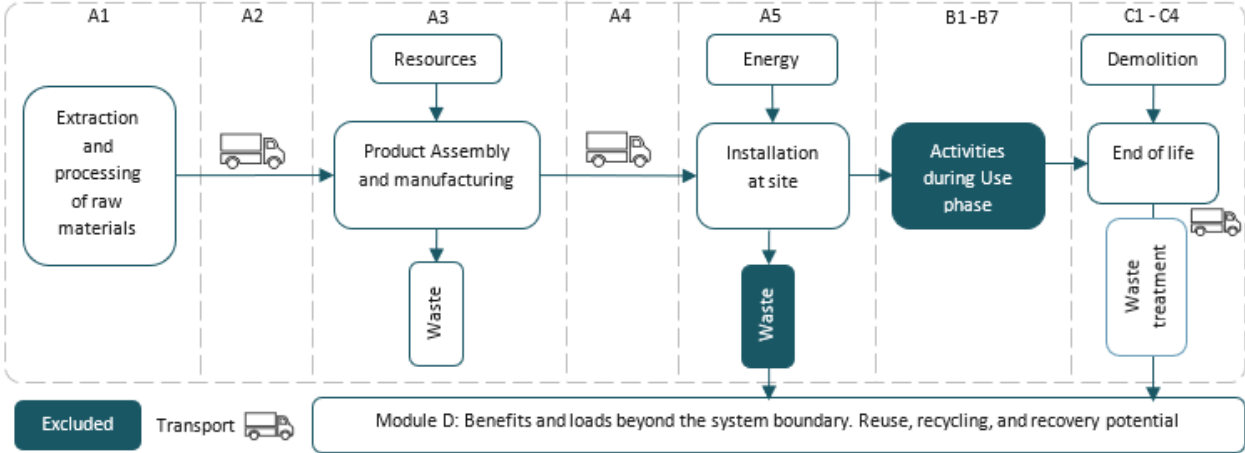 A1
A2
A3
A4
A5
B1 -B7
C1 - C4
Resources
Energy
Demolition
Extraction
and
processing
of raw
materials
Product Assembly
and manufacturing
Installation
at site
Activities
during Use
phase
End of life
Waste
Waste
Waste
treatment
Excluded
Transport
Module D: Benefits and loads beyond the system boundary. Reuse, recycling, and recovery potential